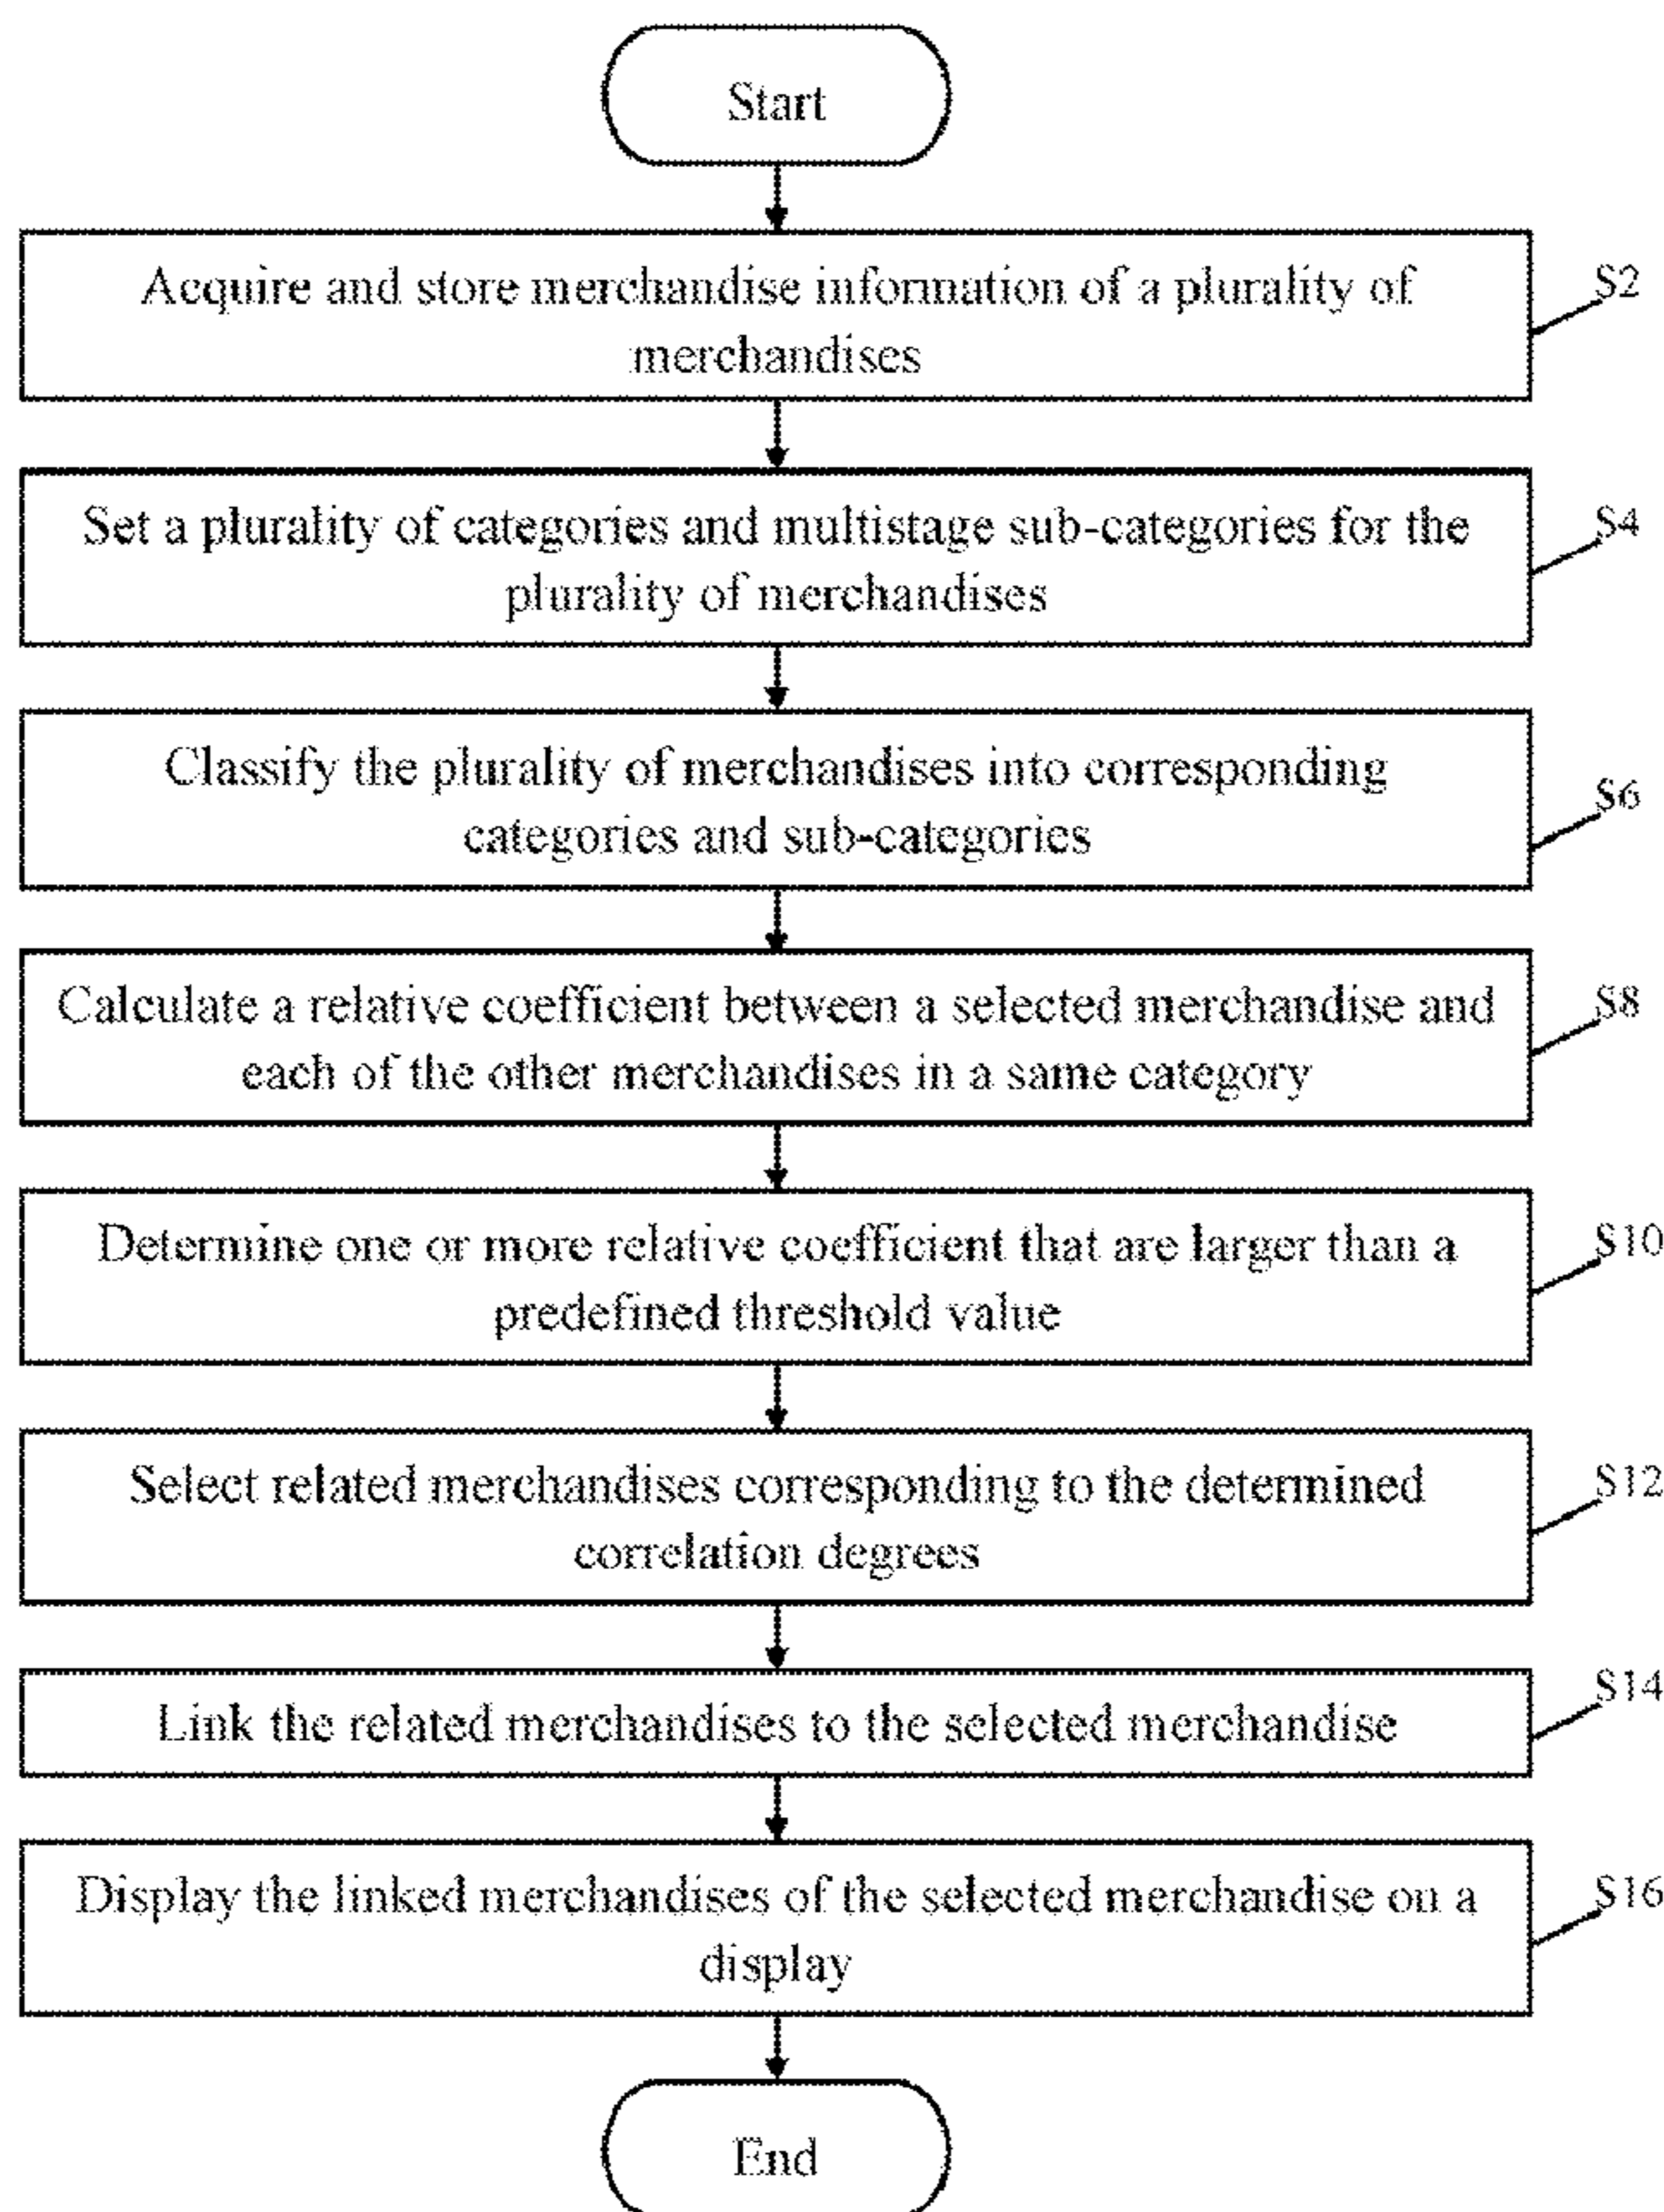 Start
Acquire and store merchandise information of a plurality of
merchandises
S2
Set a plurality of categories and multistage sub-categories for the
plurality of merchandises
S4
Classify the plurality of merchandises into corresponding
categories and sub-categories
S6
Calculate a relative coefficient between a selected merchandise and
each of the other merchandises in a same category
S8
Determine one or more relative coefficient that are larger than a
predefined threshold value
S10
Select related merchandises corresponding to the determined
correlation degrees
S12
Link the related merchandises to the selected merchandise
S14
Display the linked merchandises of the selected merchandise on a
display
S16
End